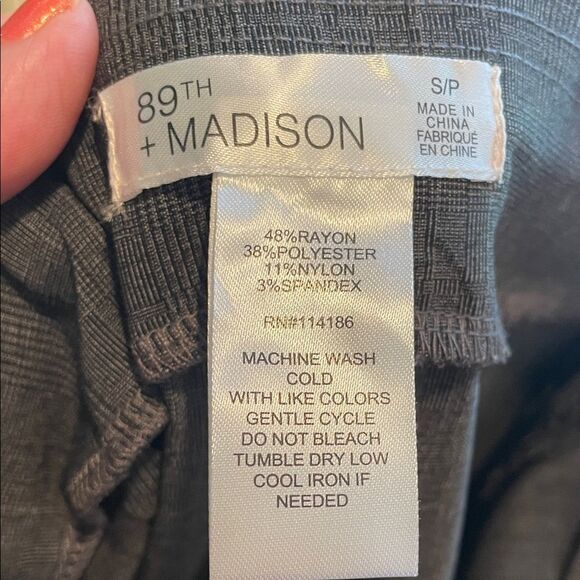 89TH
+ MADISON
S/P
MADE IN
CHINA
FABRIQUÉ
EN CHINE
48%RAYON
38%POLYESTER
11%NYLON
3%SPANDEX
RN#114186
MACHINE WASH
COLD
WITH LIKE COLORS
GENTLE CYCLE
DO NOT BLEACH
TUMBLE DRY LOW
COOL IRON IF
NEEDED